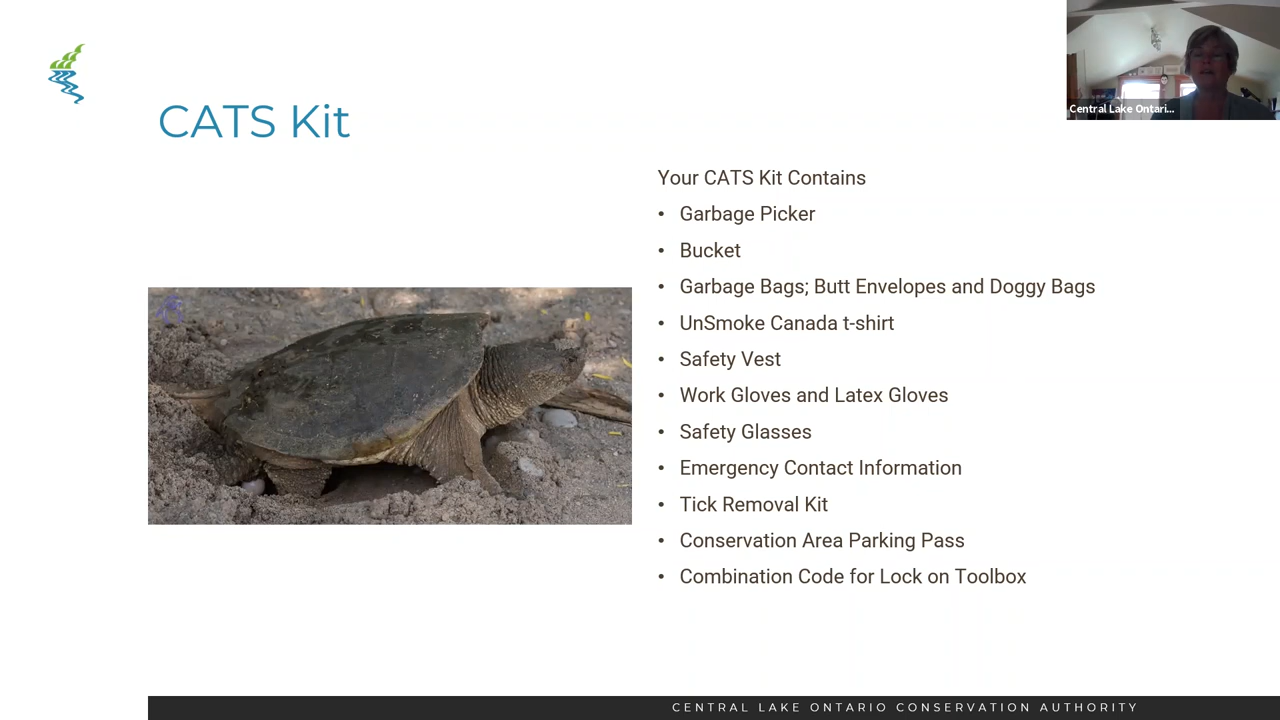 Central Lake Ontari...
CATS Kit
Your CATS Kit Contains
• Garbage Picker
• Bucket
• Garbage Bags; Butt Envelopes and Doggy Bags
• UnSmoke Canada t-shirt
• Safety Vest
• Work Gloves and Latex Gloves
• Safety Glasses
• Emergency Contact Information
• Tick Removal Kit
• Conservation Area Parking Pass
• Combination Code for Lock on Toolbox
CENTRAL LAKE ONTARIO CONSERVATION AUTHORITY